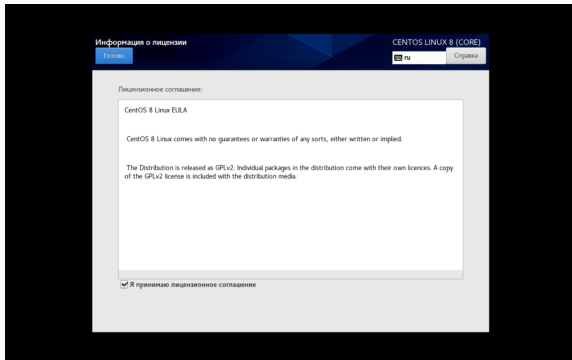 Информация о лицензии
CENTOS LINUX 8 (CORE)
Готово
ru
Справка
Лицензионное соглашение:
CentOS 8 Linux EULA
CentOS 8 Linux comes with no guarantees or warranties of any sorts, either written or implied.
The Distribution is released as GPLv2. Individual packages in the distribution come with their own licences. A copy
of the GPLv2 license is included with the distribution media.
Я принимаю лицензионное соглашение